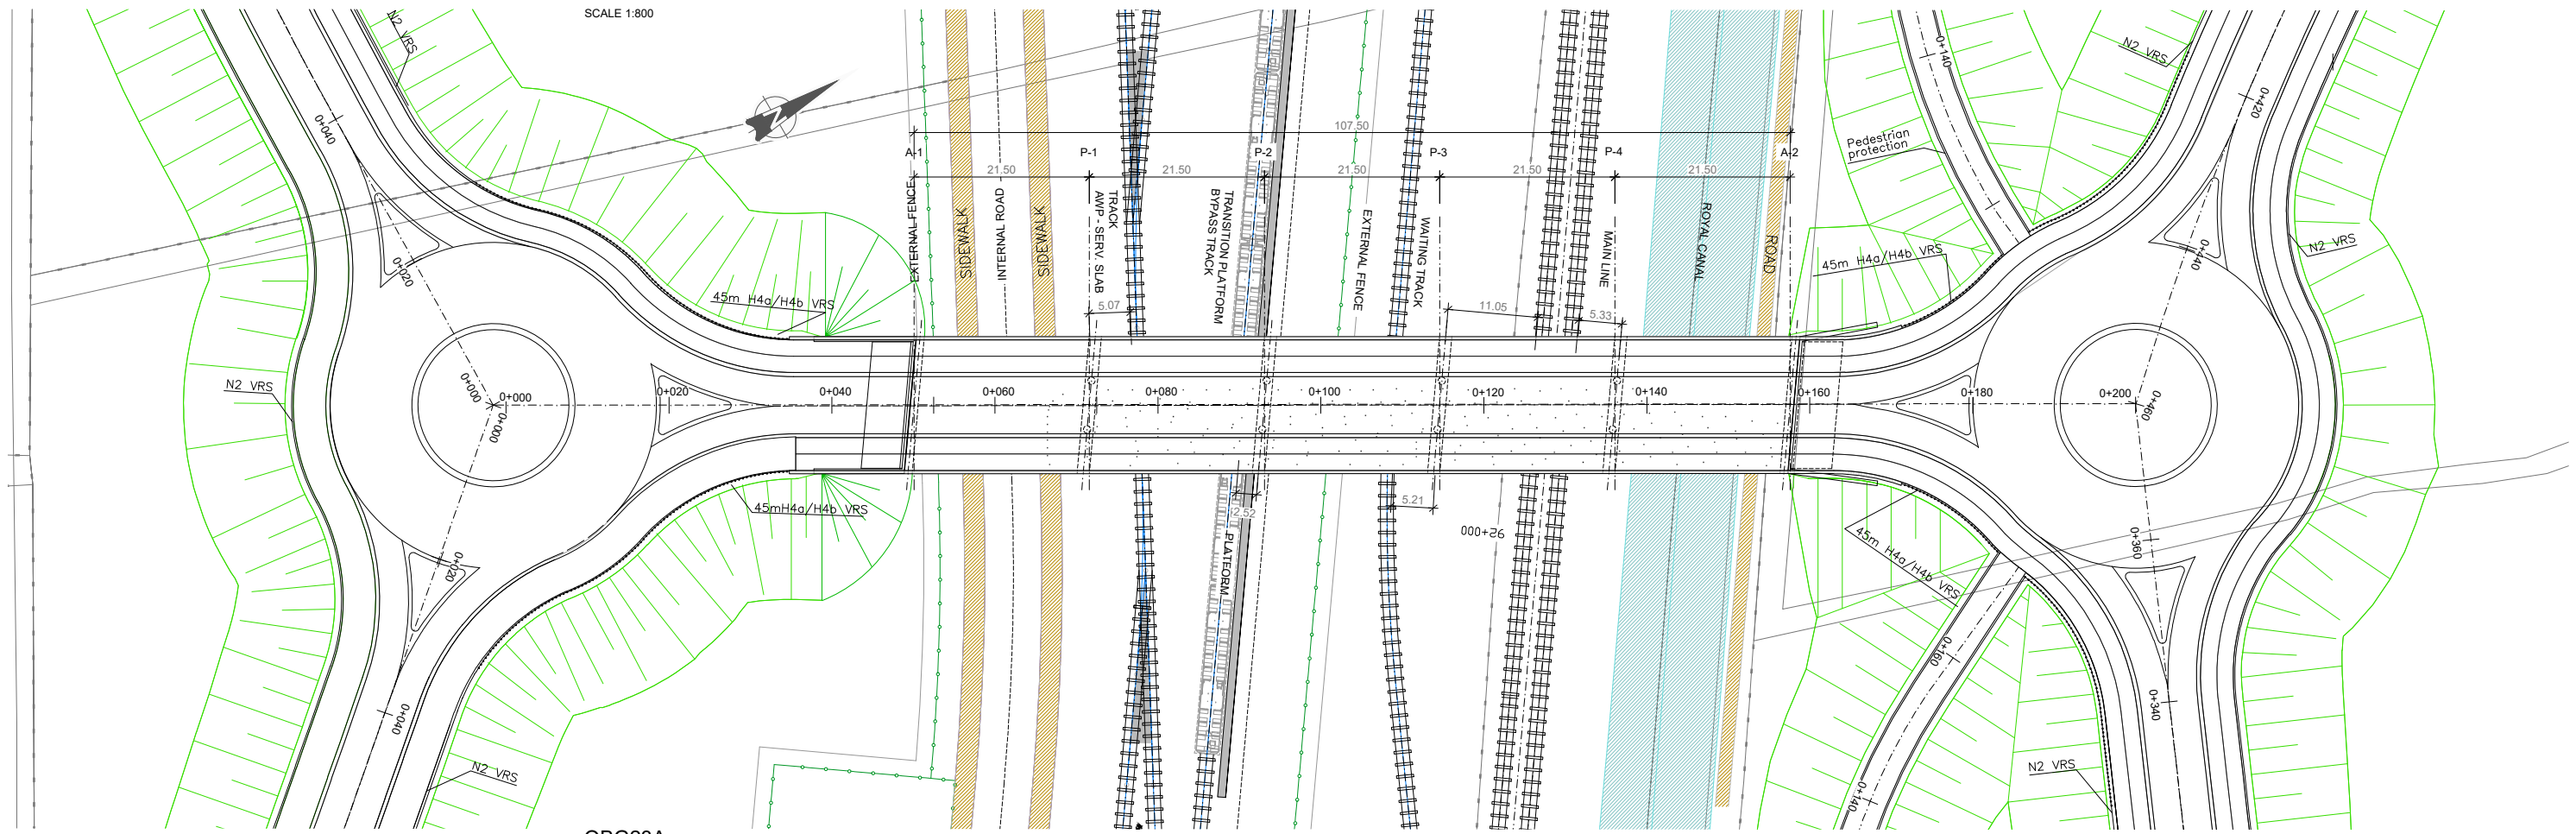 SCALE 1:800
N2 VRS
N2 VRS
0+040
0+140
0+420
N
107.50
Pedestrian
protection
A-1
P-1
P-2
P-3
P-4
A-2
21.50
21.50
21.50
21.50
21.50
EXTERNAL FENCE
SIDEWALK
INTERNAL ROAD
SIDEWALK
AWP - SERV. SLAB
TRACK
BYPASS TRACK
TRANSITION PLATFORM
EXTERNAL FENCE
WAITING TRACK
MAIN LINE
ROYAL CANAL
ROAD
0+020
0+440
N2 VRS
45m H4a/H4b VRS
45m H4a/H4b VRS
5.07
11.05
5.33
N2 VRS
0+000
0+000
0+000
0+020
0+040
0+060
0+080
0+100
0+120
0+140
0+160
0+180
0+200
0+460
45mH4a/H4b VRS
2.52
5.21
92+000
PLATFORM
45m H4a/H4b VRS
0+360
0+020
0+160
0+040
0+340
N2 VRS
N2 VRS
0+140